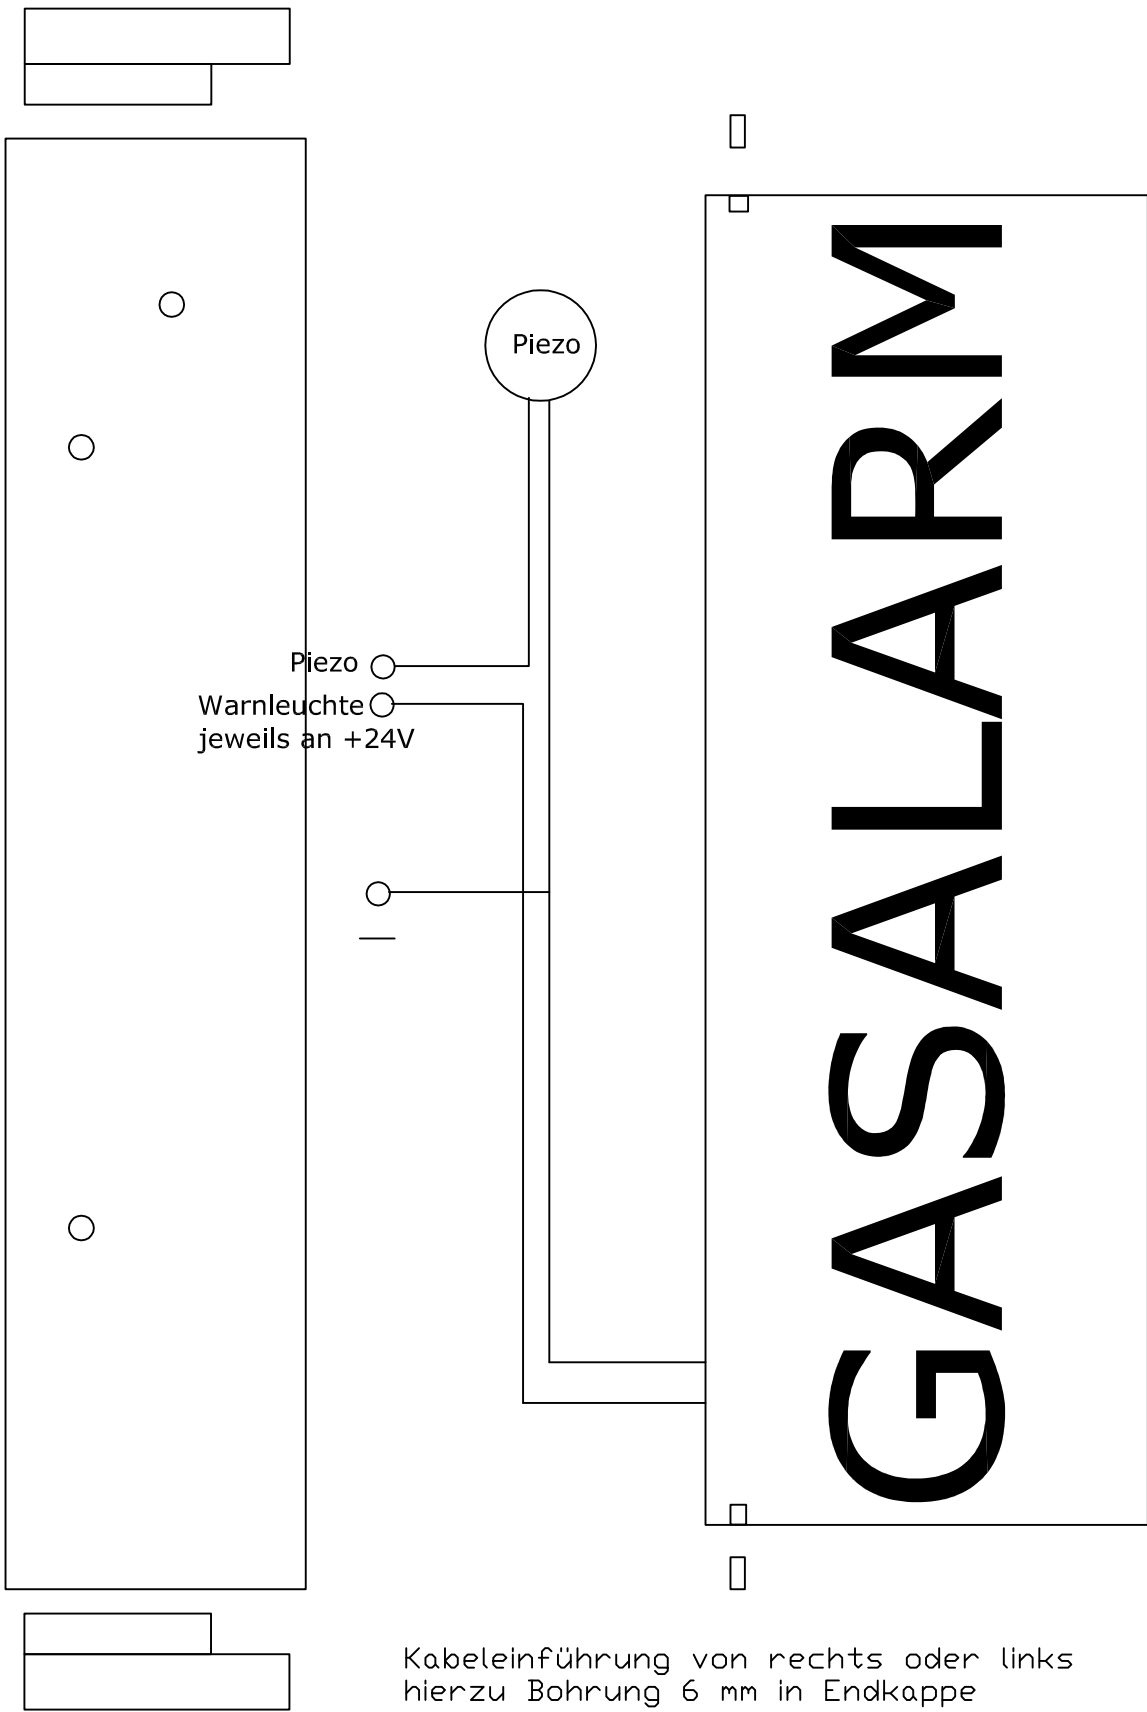 Piezo
Piezo
Warnleuchte
jeweils an +24V
GASALARM
Kabeleinführung von rechts oder links
hierzu Bohrung 6 mm in Endkappe